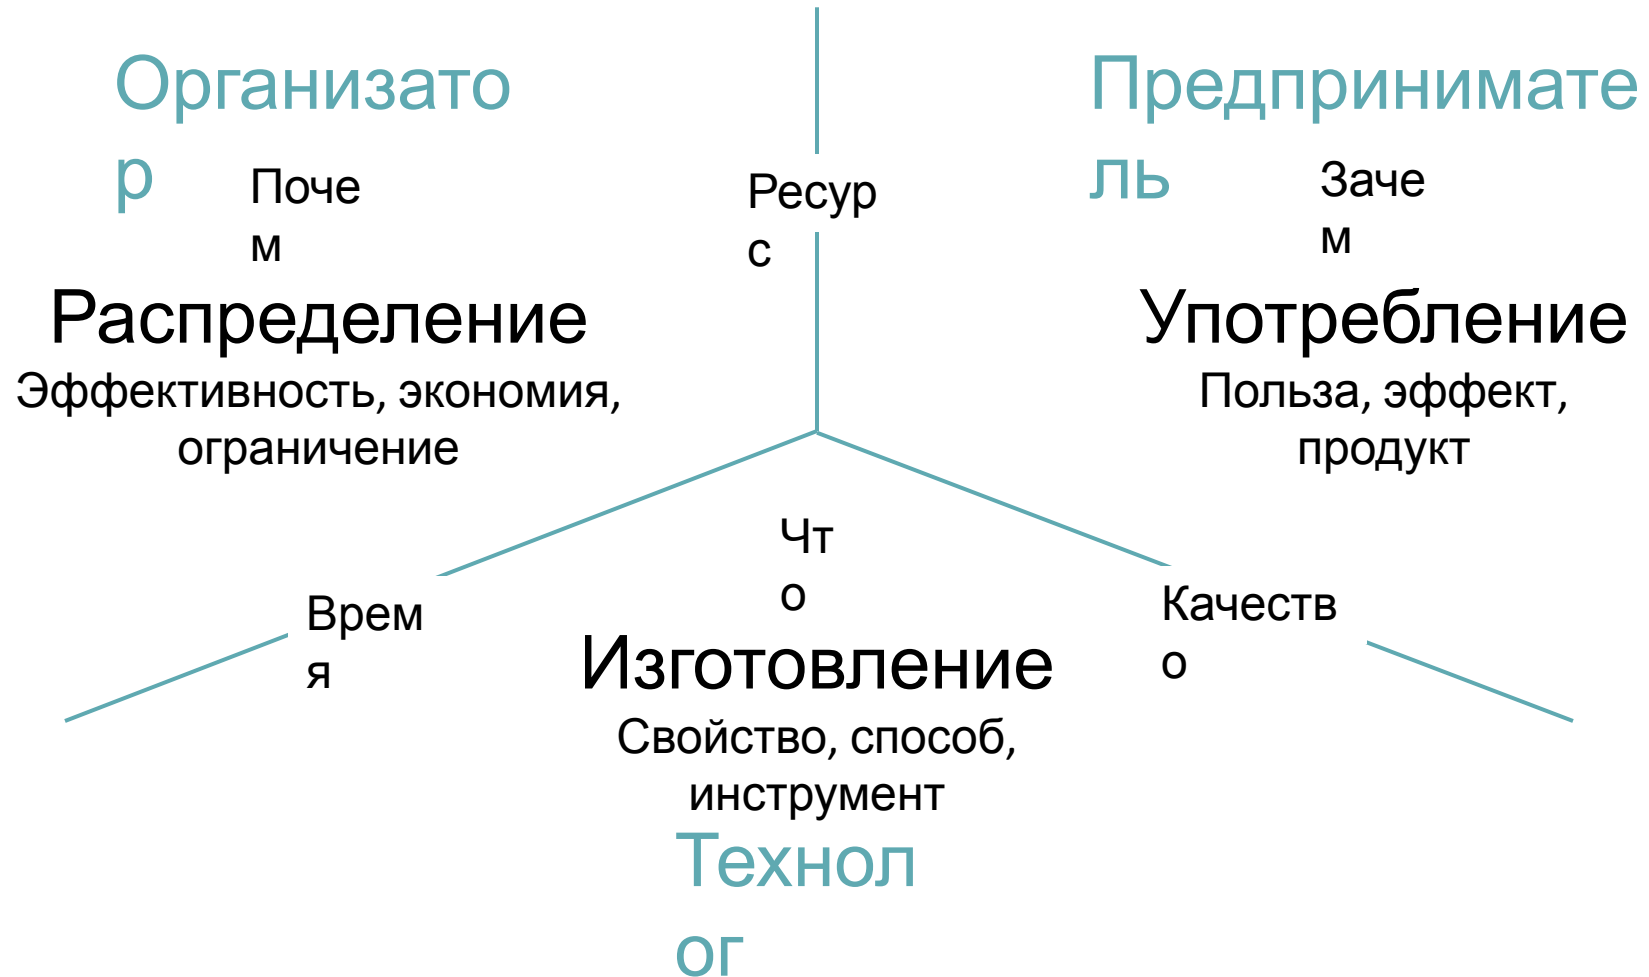 Организато
р
Поче
м
Распределение
Эффективность, экономия,
ограничение
Ресур
с
Предпринимате
ль
Заче
м
Употребление
Польза, эффект,
продукт
Врем
я
Чт
о
Изготовление
Свойство, способ,
инструмент
Технол
ог
Качеств
о